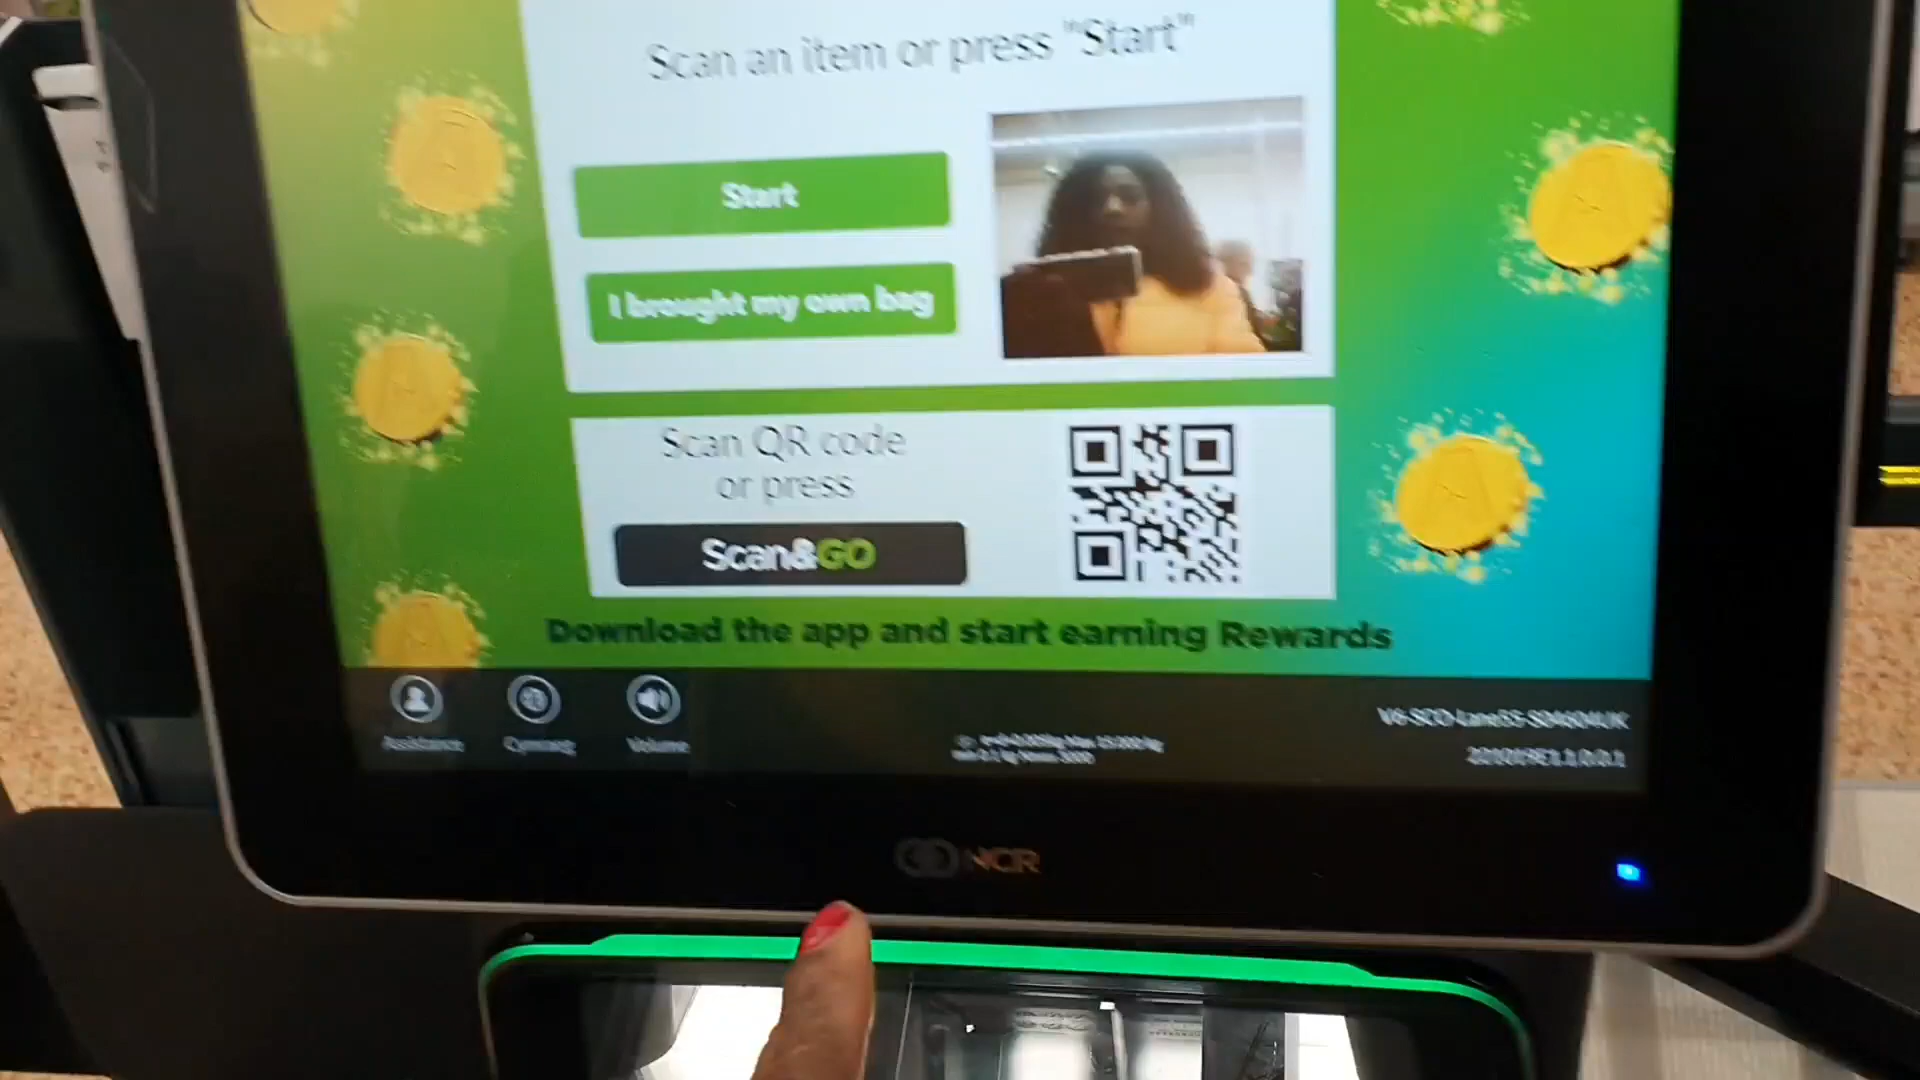 Scan an item or press "Start"
Start
I brought my own bag
Scan QR code
or press
Scan&GO
Download the app and start earning Rewards
Assistance
Cymraeg
Volume
NCR